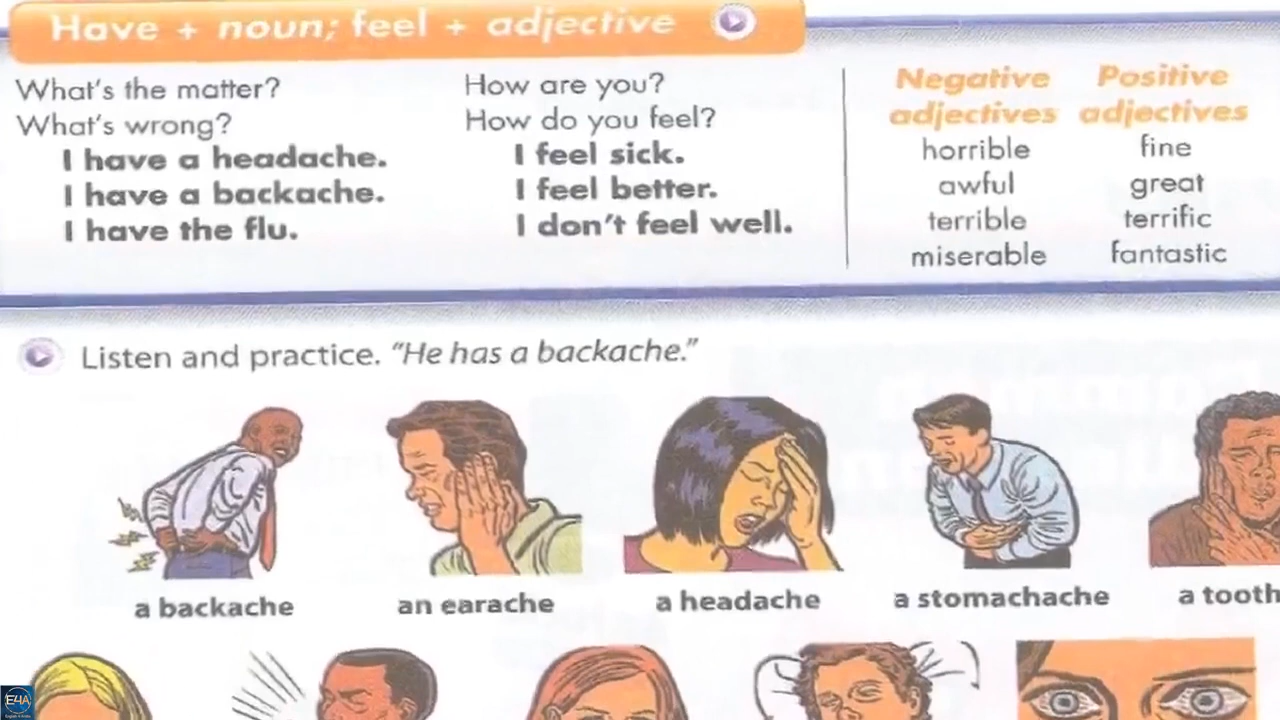 Have + noun; feel + adjective
What's the matter?
What's wrong?
I have a headache.
I have a backache.
I have the flu.
How are you?
How do you feel?
I feel sick.
I feel better.
I don't feel well.
Negative adjectives
horrible
awful
terrible
miserable
Positive adjectives
fine
great
terrific
fantastic
Listen and practice. "He has a backache."
a backache
an earache
a headache
a stomachache
a tooth
E4A